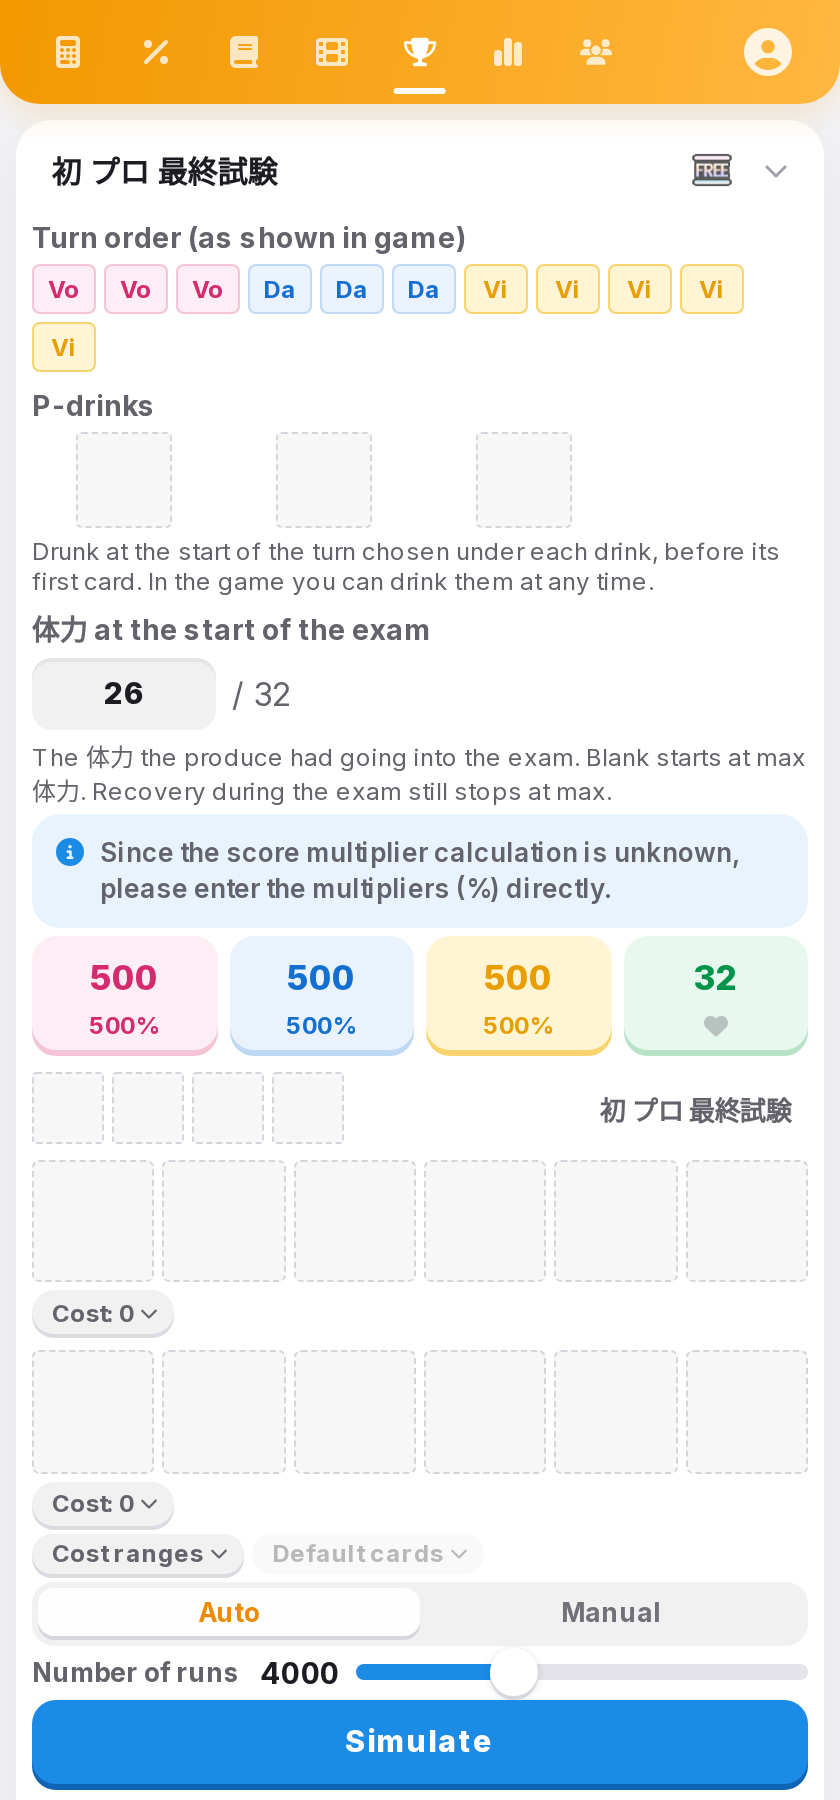 初 プロ 最終試験
FREE
Turn order (as shown in game)
Vo Vo Vo Da Da Da Vi Vi Vi Vi
Vi
P-drinks
Drunk at the start of the turn chosen under each drink, before its
first card. In the game you can drink them at any time.
体力 at the start of the exam
26 / 32
The 体力 the produce had going into the exam. Blank starts at max
体力. Recovery during the exam still stops at max.
Since the score multiplier calculation is unknown,
please enter the multipliers (%) directly.
500 500 500 32
500% 500% 500%
初 プロ 最終試験
Cost: 0
Cost: 0
Cost ranges Default cards
Auto Manual
Number of runs 4000
Simulate